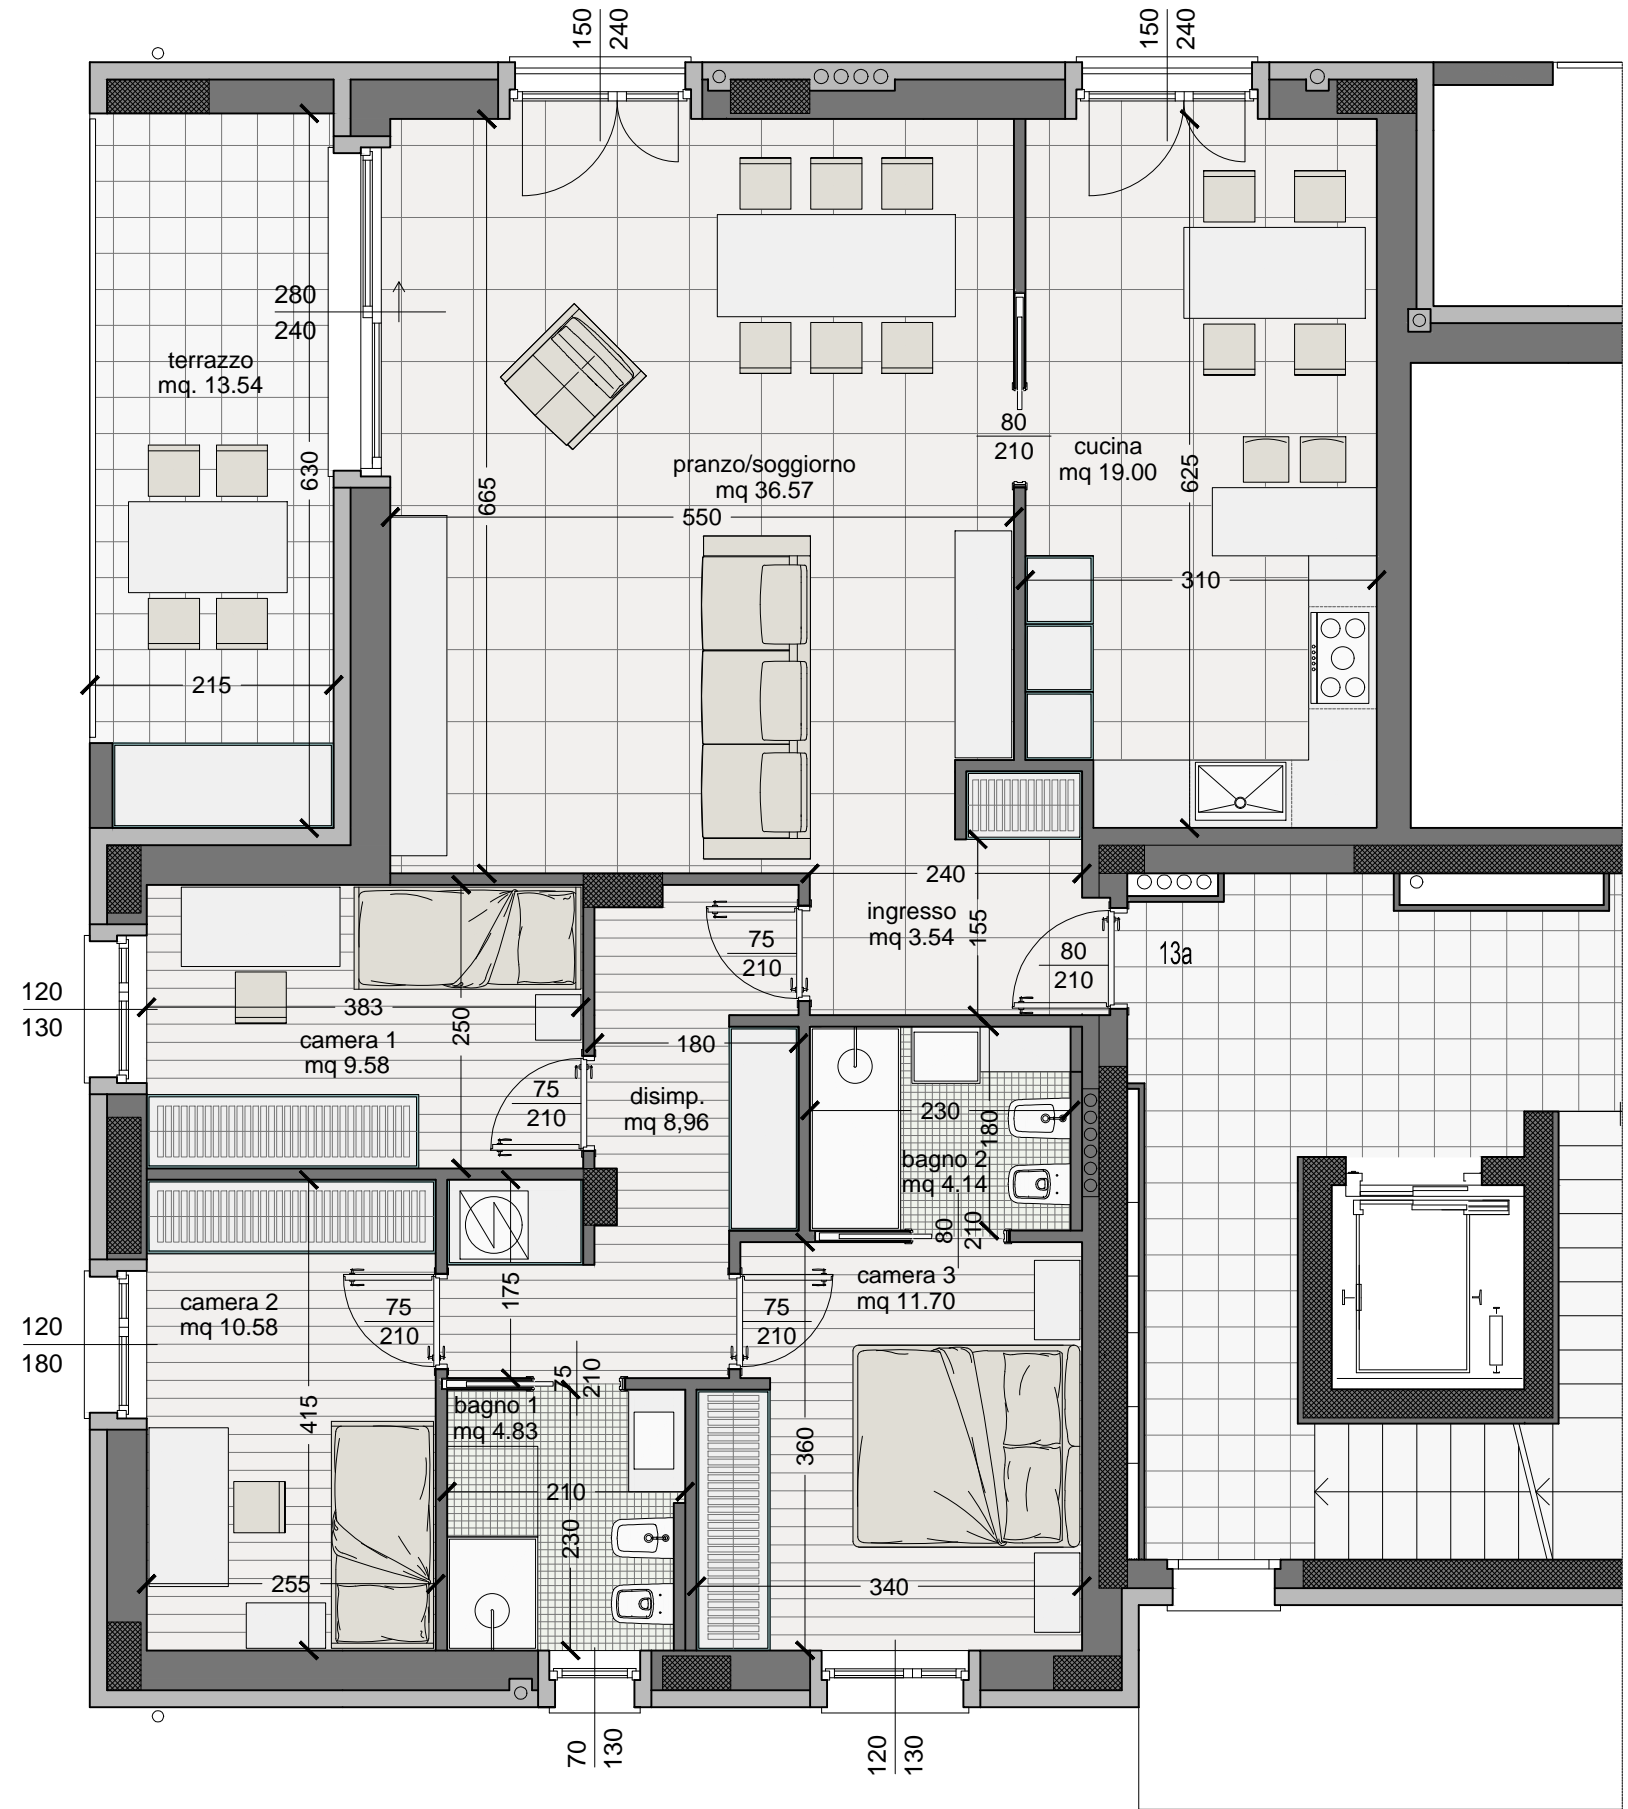 150
240
150
240
280
240
terrazzo
mq. 13.54
630
215
665
pranzo/soggiorno
mq 36.57
550
80
210
cucina
mq 19.00
625
310
240
ingresso
mq 3.54
155
75
210
80
210
13a
120
130
383
camera 1
mq 9.58
250
75
210
180
disimp.
mq 8,96
230
180
bagno 2
mq 4.14
80
210
camera 2
mq 10.58
120
180
75
210
175
75
210
camera 3
mq 11.70
75
210
bagno 1
mq 4.83
415
360
210
230
255
340
70
130
120
130